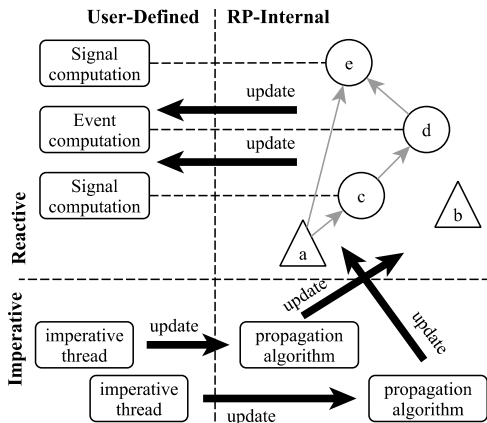 User-Defined
RP-Internal
Signal
computation
e
update
Event
computation
d
update
Signal
computation
c
b
a
Reactive
Imperative
update
update
imperative
thread
update
propagation
algorithm
imperative
thread
update
propagation
algorithm